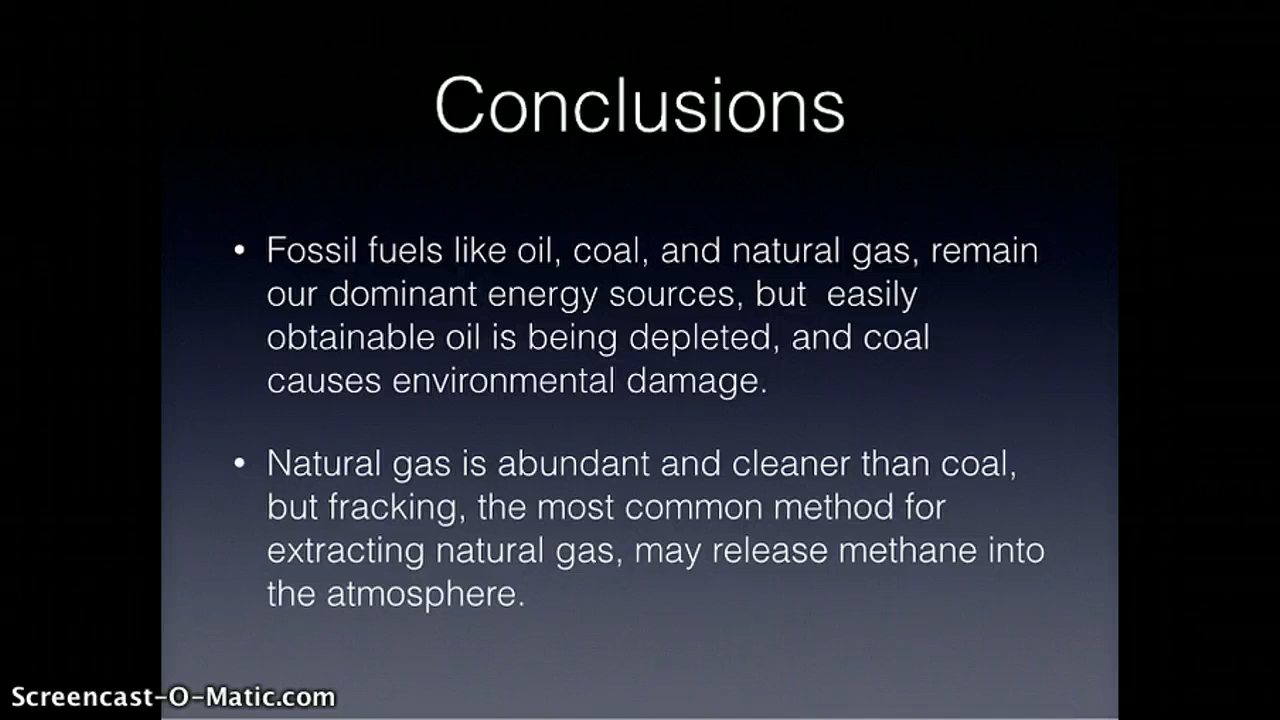 Conclusions
• Fossil fuels like oil, coal, and natural gas, remain
our dominant energy sources, but  easily
obtainable oil is being depleted, and coal
causes environmental damage.
• Natural gas is abundant and cleaner than coal,
but fracking, the most common method for
extracting natural gas, may release methane into
the atmosphere.
Screencast-O-Matic.com